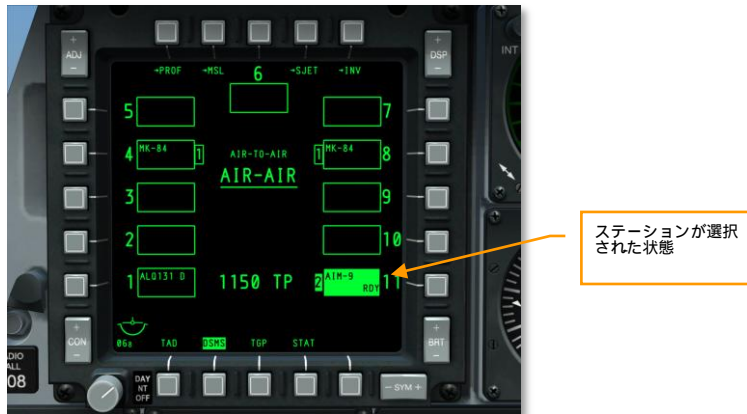 ADJ
DSP
INT
→PROF →MSL 6 →SJET →INV
5 7
4 MK-84 1 AIR-TO-AIR 1 MK-84 8
AIR-AIR
3 9
2 10
1 ALQ131 D 1150 TP 2 AIM-9 RDY 11
ステーションが選択
された状態
CON
BRT
06a TAD DSMS TGP STAT
ALL
08
DAY
NT
OFF
- SYM +